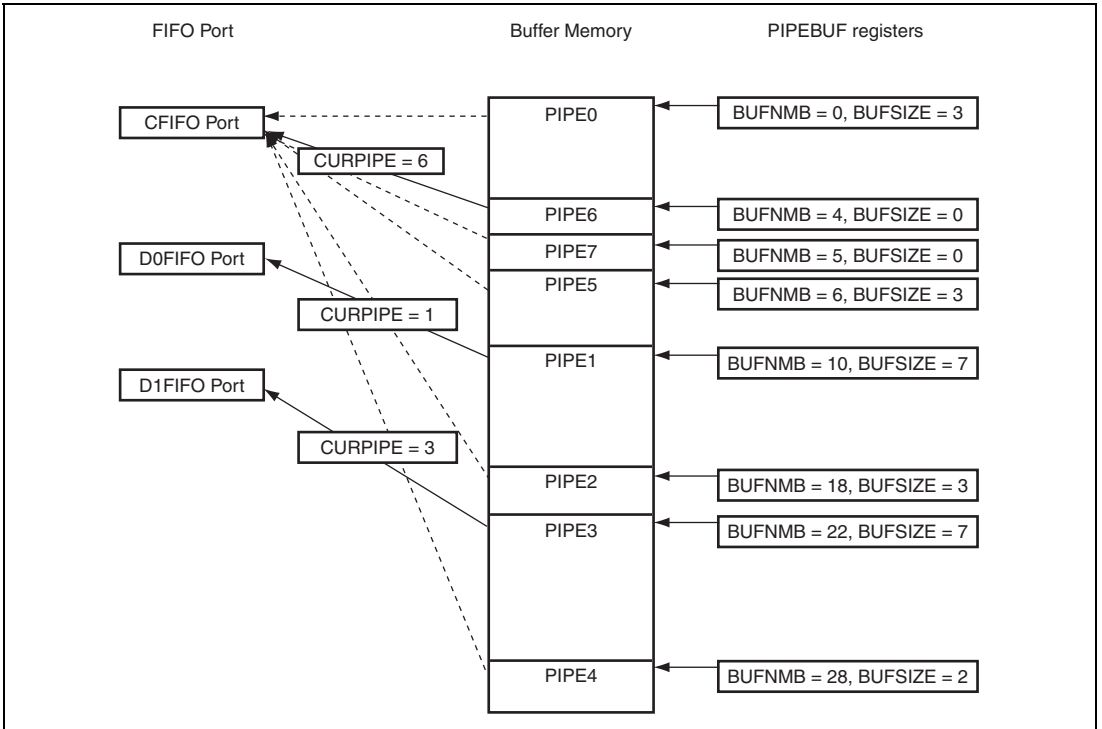 FIFO Port
Buffer Memory
PIPEBUF registers
CFIFO Port
PIPE0
BUFNMB = 0, BUFSIZE = 3
CURPIPE = 6
PIPE6
BUFNMB = 4, BUFSIZE = 0
D0FIFO Port
PIPE7
BUFNMB = 5, BUFSIZE = 0
PIPE5
BUFNMB = 6, BUFSIZE = 3
CURPIPE = 1
PIPE1
BUFNMB = 10, BUFSIZE = 7
D1FIFO Port
CURPIPE = 3
PIPE2
BUFNMB = 18, BUFSIZE = 3
PIPE3
BUFNMB = 22, BUFSIZE = 7
PIPE4
BUFNMB = 28, BUFSIZE = 2